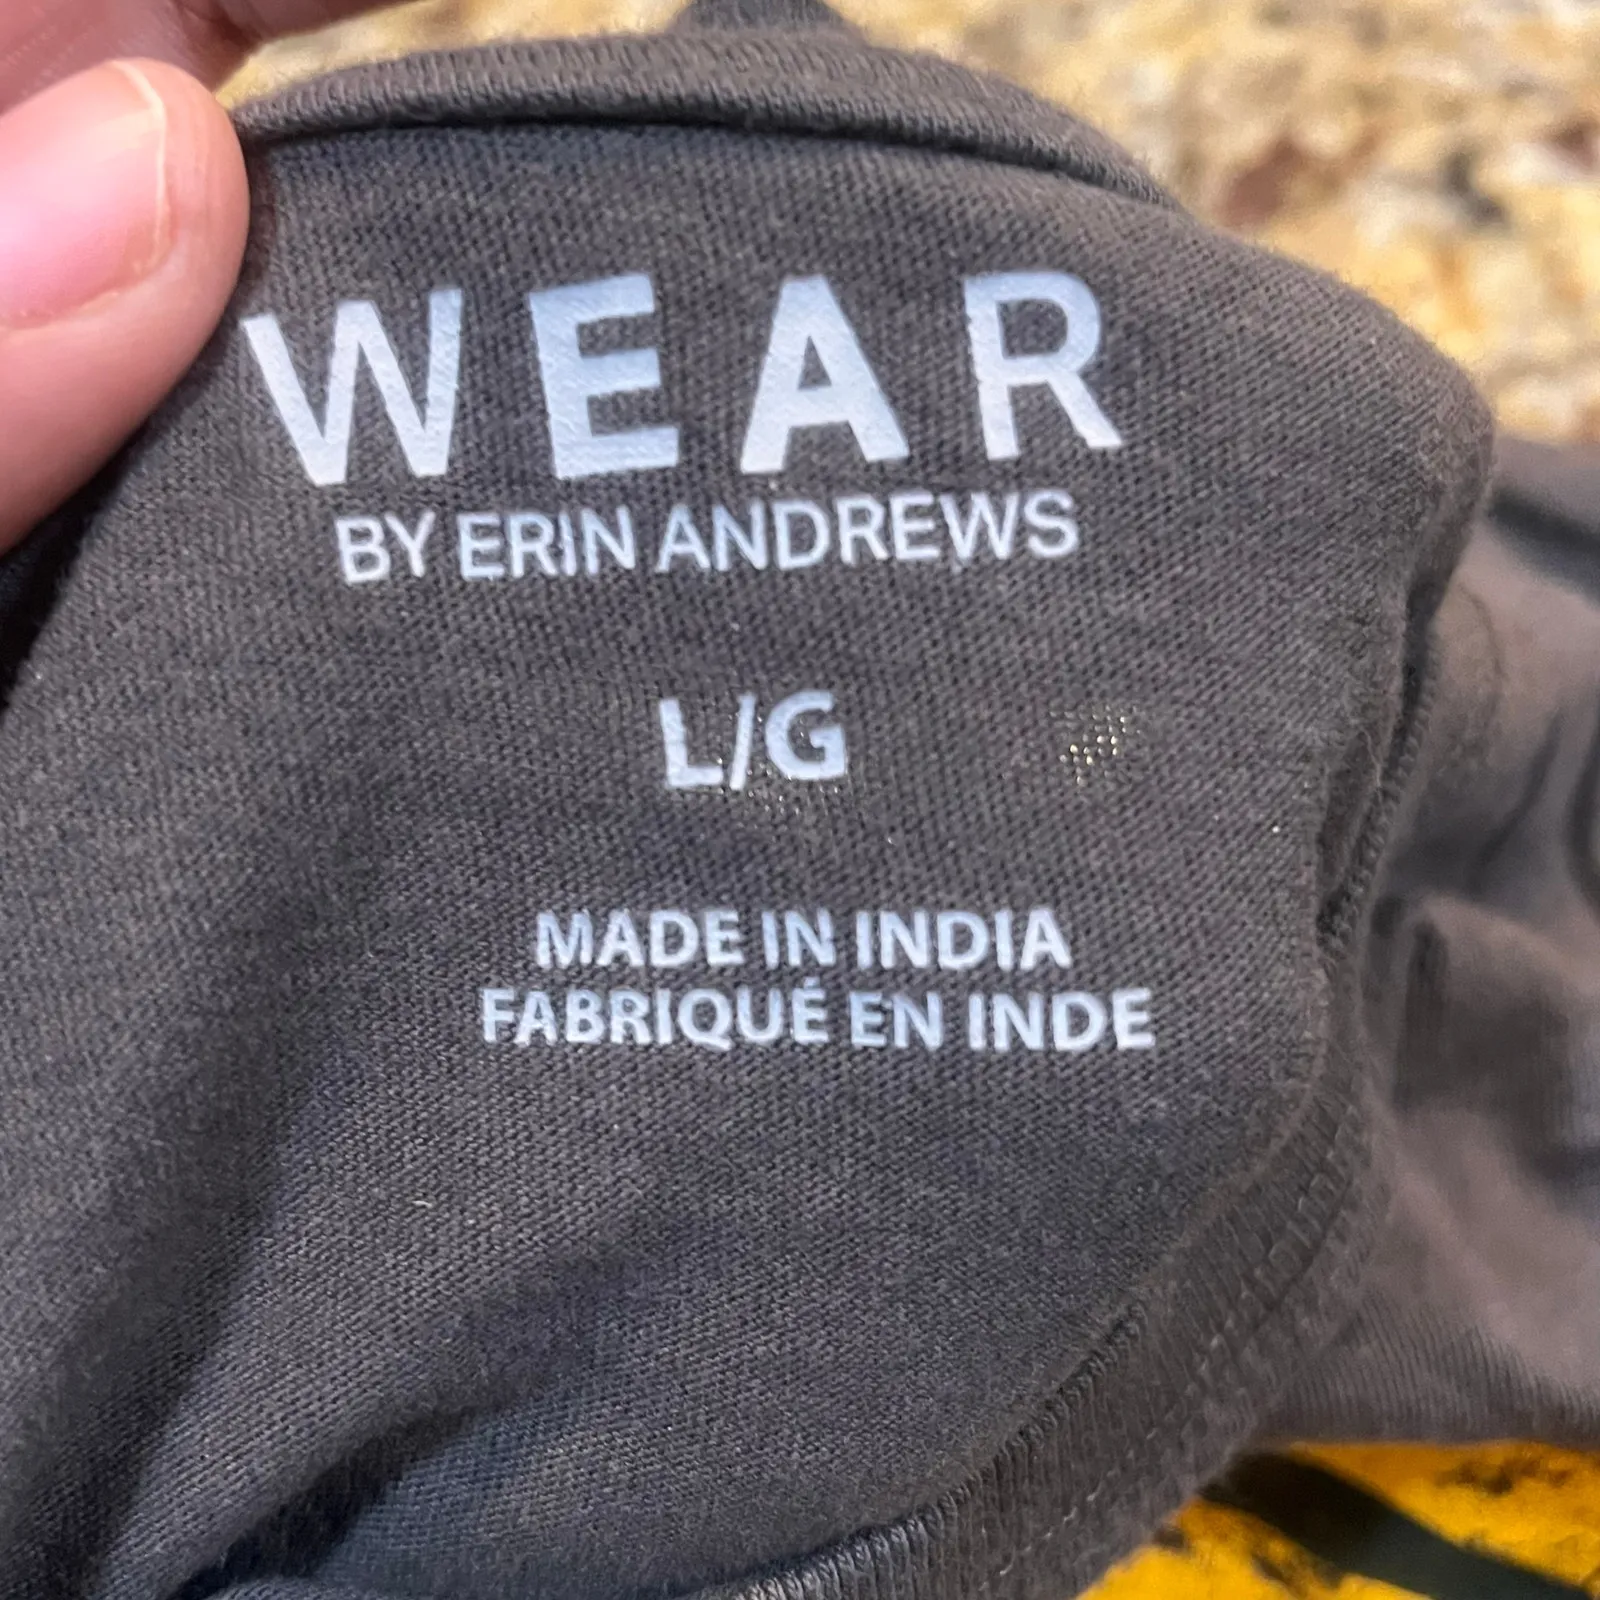 WEAR
BY ERIN ANDREWS
L/G
MADE IN INDIA
FABRIQUÉ EN INDE